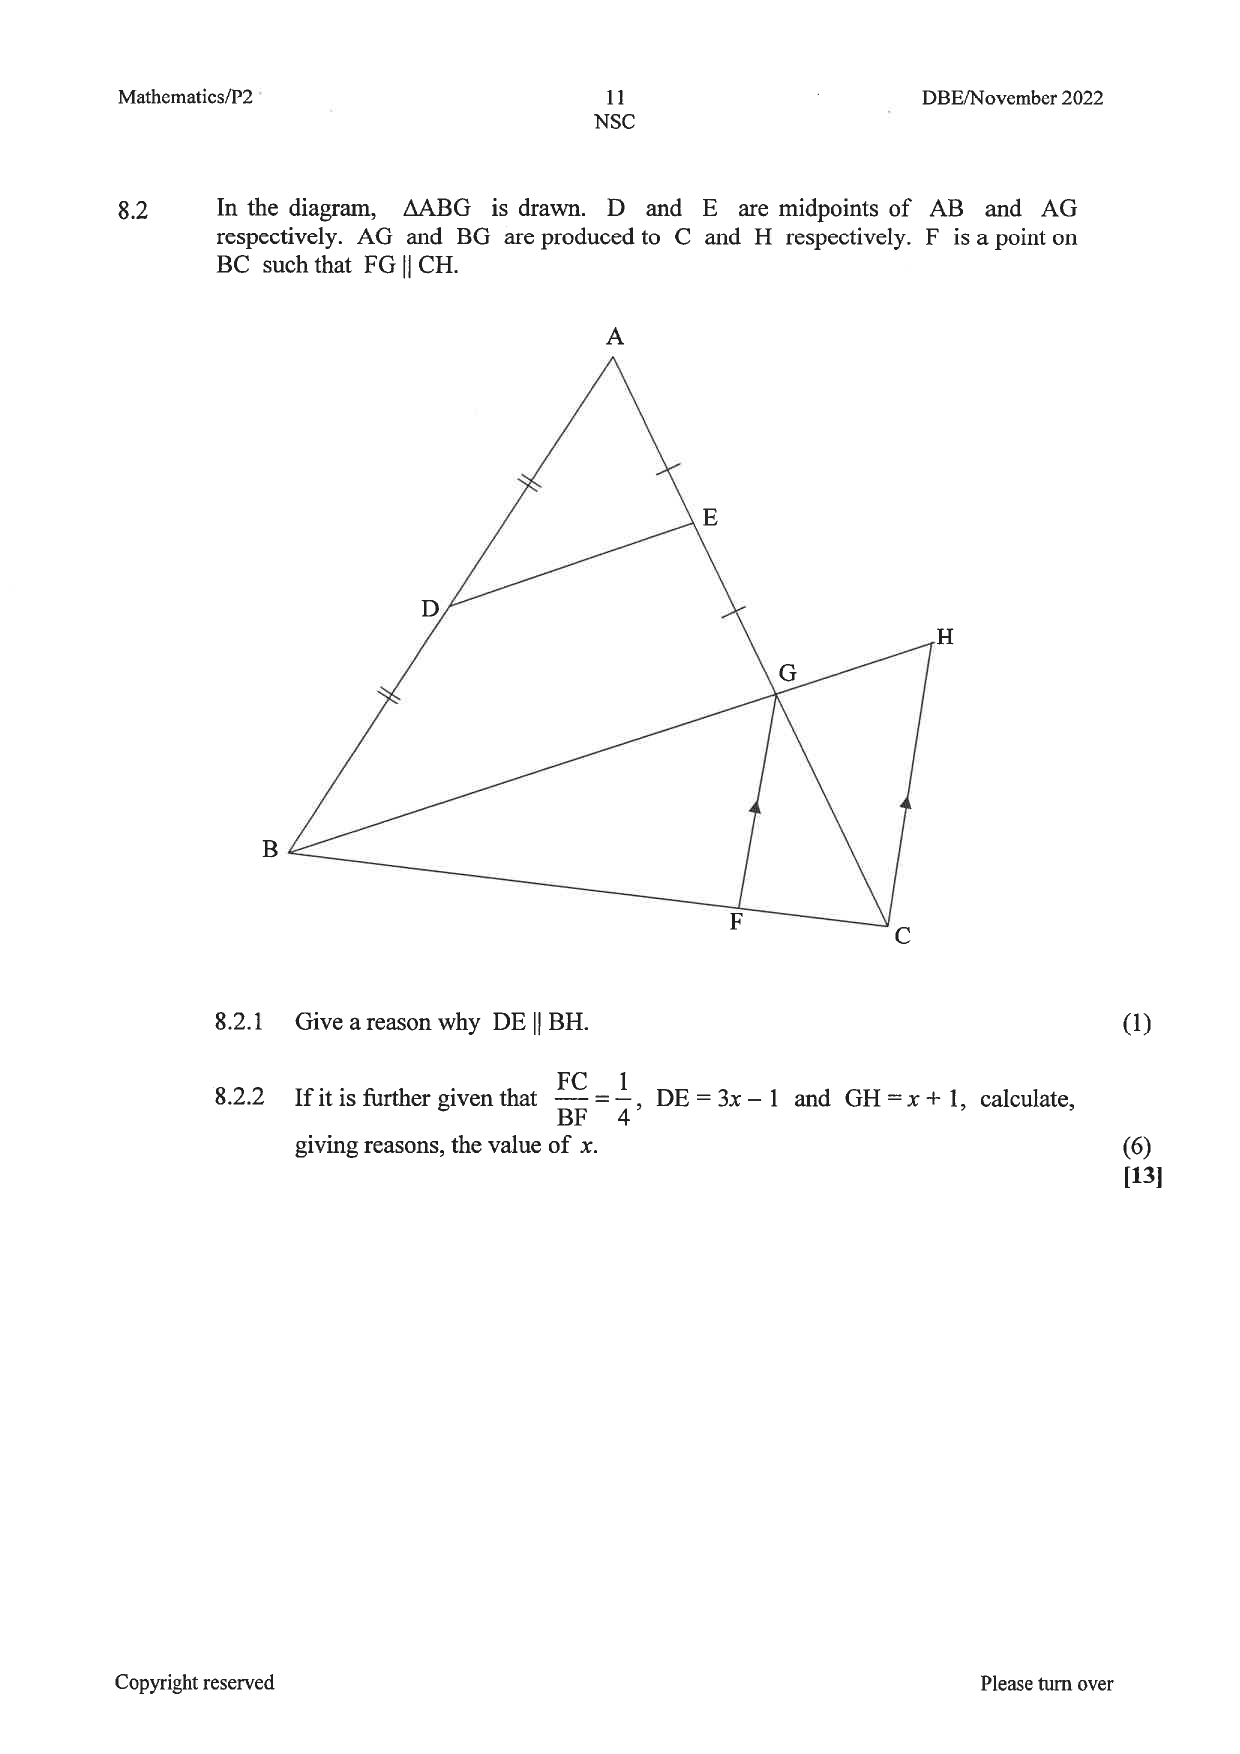 Mathematics/P2
11
DBE/November 2022
NSC
8.2 In the diagram, ΔABG is drawn. D and E are midpoints of AB and AG
respectively. AG and BG are produced to C and H respectively. F is a point on
BC such that FG || CH.
A
E
D
H
G
B
F
C
8.2.1 Give a reason why DE || BH. (1)
8.2.2 If it is further given that FC/BF = 1/4, DE = 3x – 1 and GH = x + 1, calculate,
giving reasons, the value of x. (6)
[13]
Copyright reserved
Please turn over